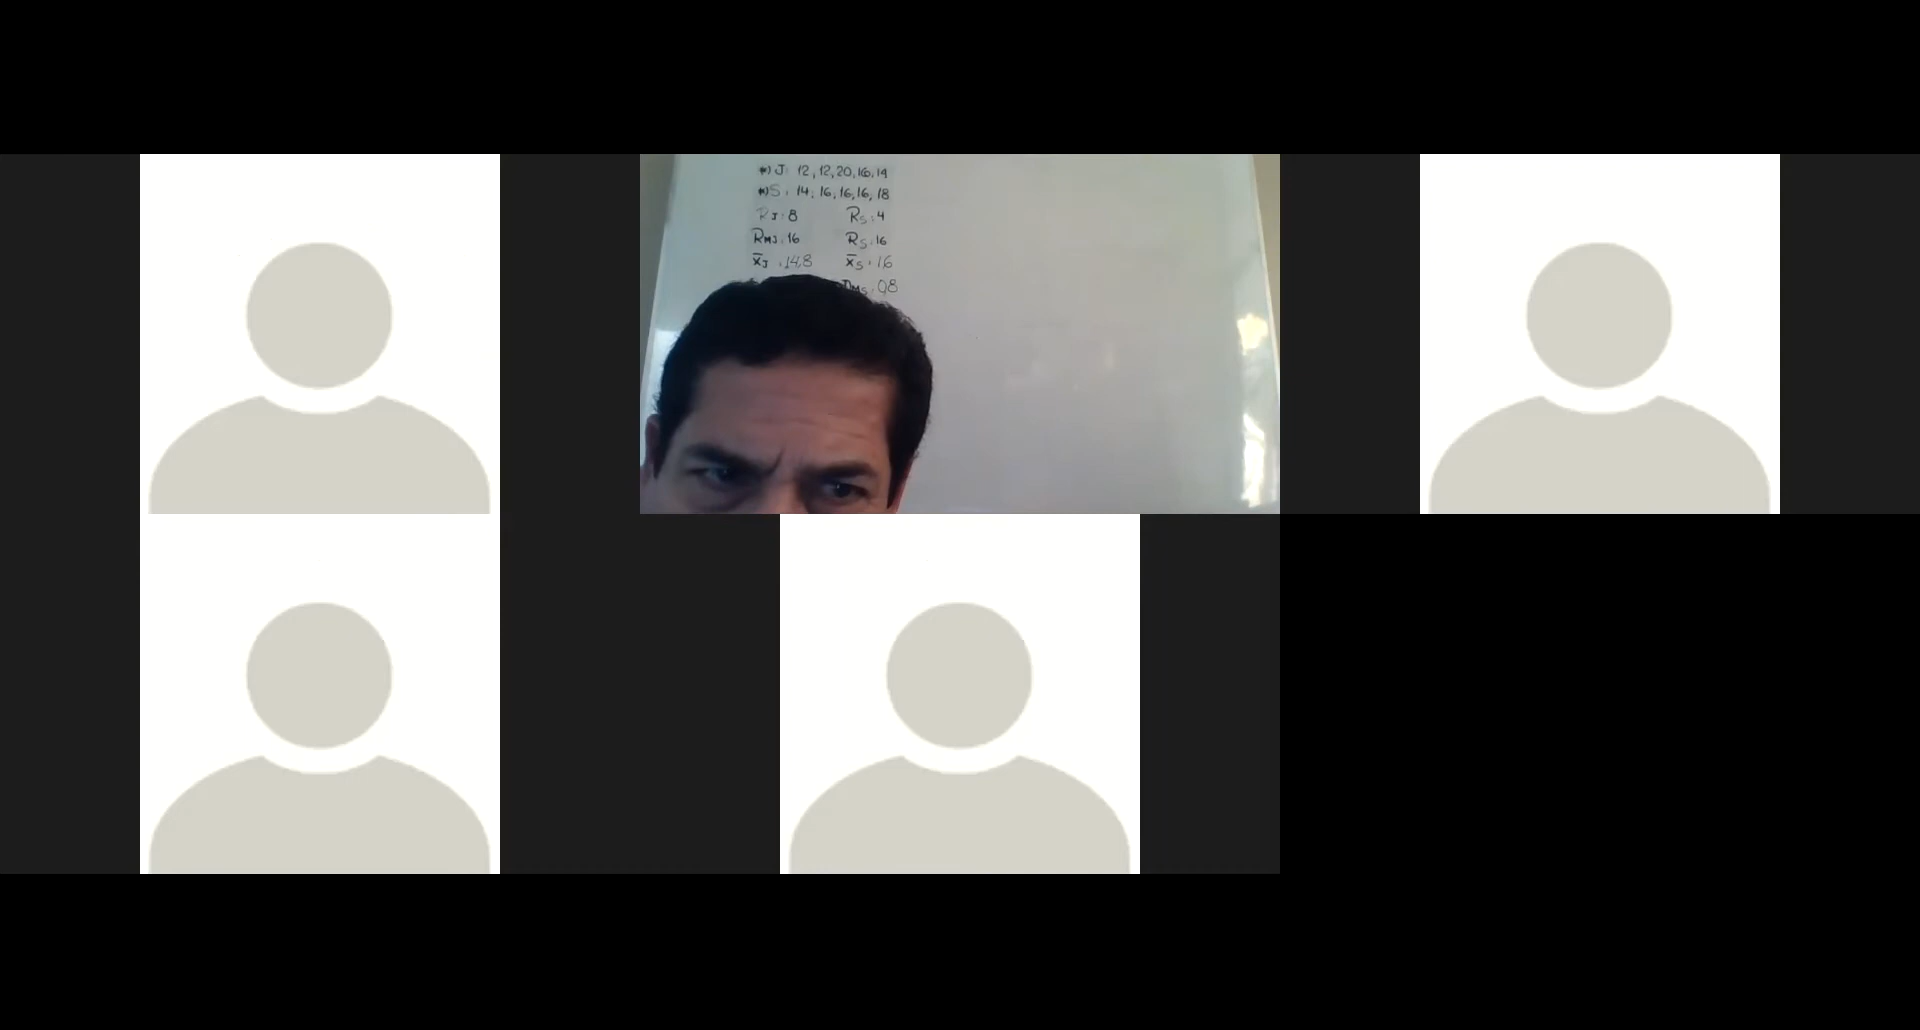 *) J: 12, 12, 20, 16, 14
*) S: 14, 16, 16, 16, 18
RJ: 8 RS: 4
RMJ: 16 RS: 16
x̅J: 14,8 x̅S: 16
DMS: 0,8